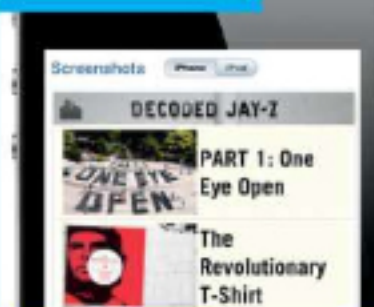 Screenshots iPhone iPad
DECODED JAY-Z
ONE EYE
OPEN
PART 1: One
Eye Open
The
Revolutionary
T-Shirt